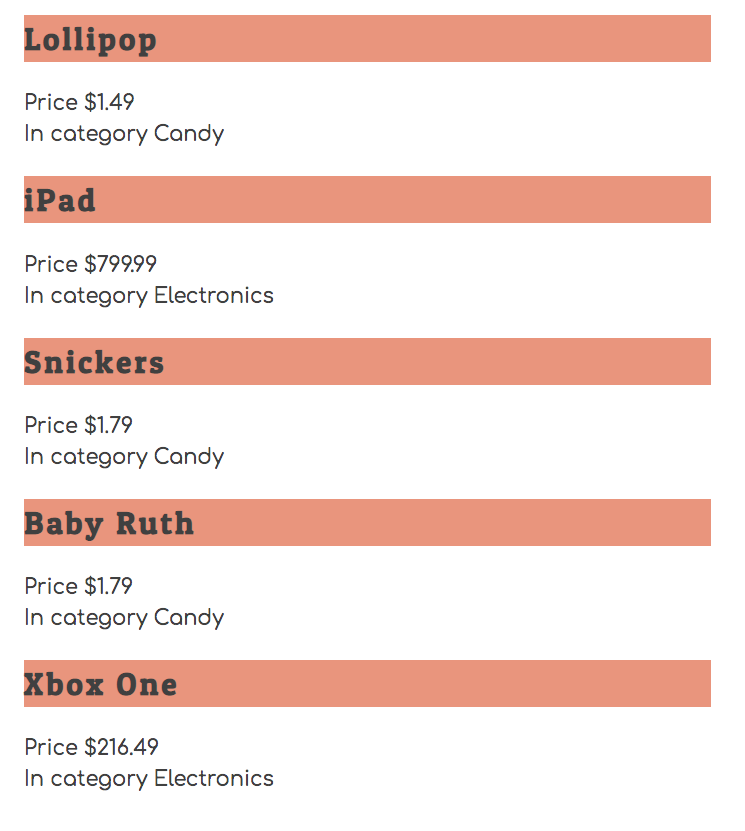 Lollipop
Price $1.49
In category Candy
iPad
Price $799.99
In category Electronics
Snickers
Price $1.79
In category Candy
Baby Ruth
Price $1.79
In category Candy
Xbox One
Price $216.49
In category Electronics